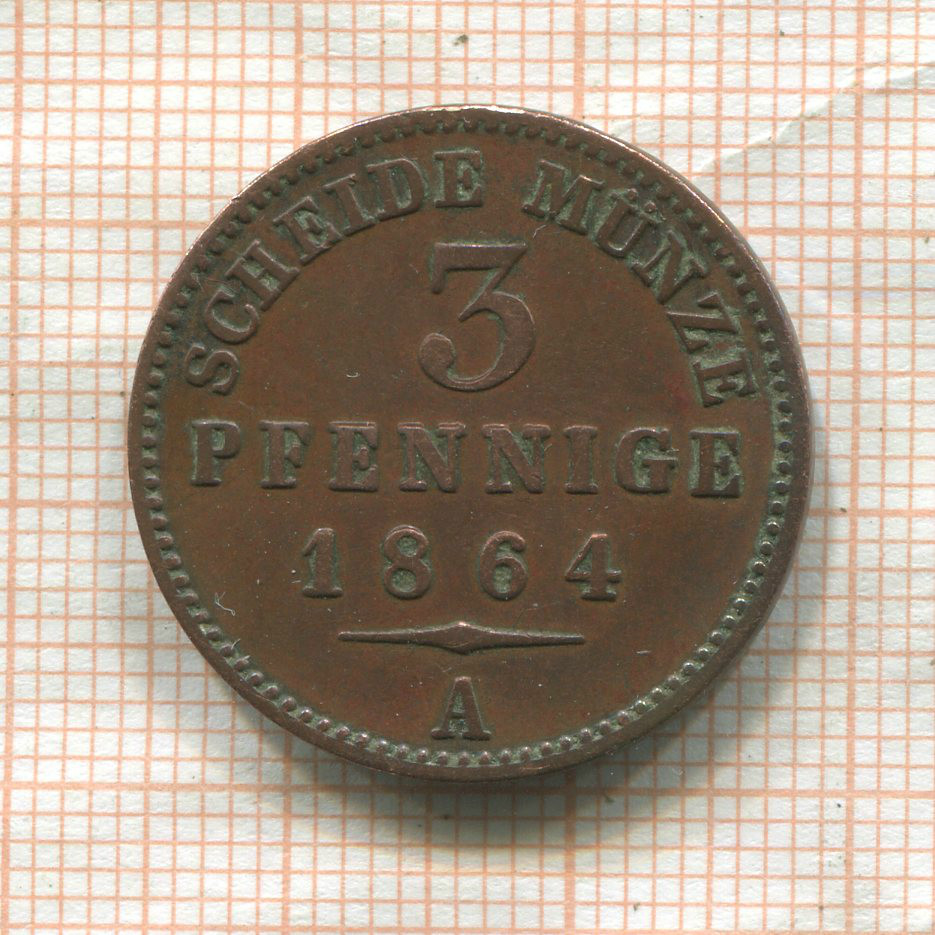 SCHEIDE MÜNZE
3
PFENNIGE
1864
A